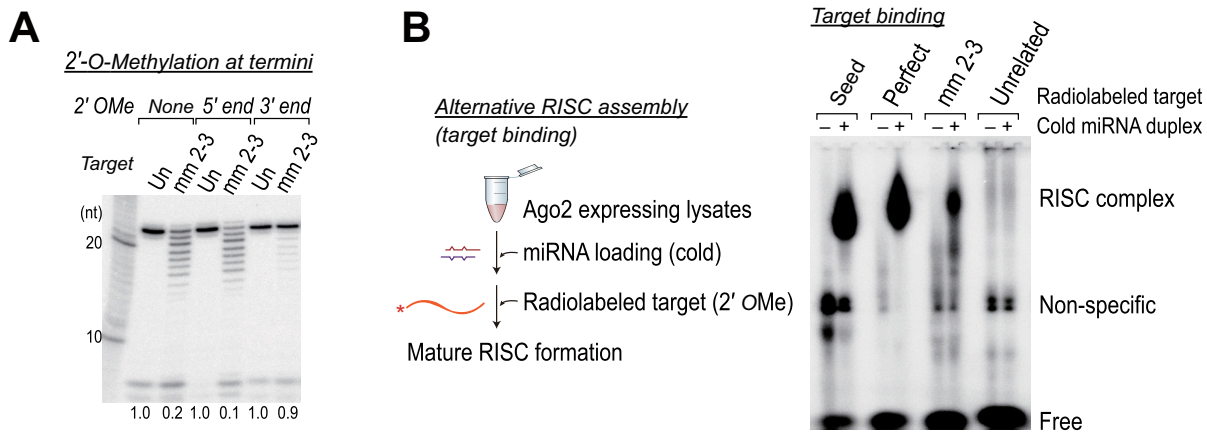 A
2'-O-Methylation at termini
2' OMe None 5' end 3' end
Target Un mm 2-3 Un mm 2-3 Un mm 2-3
(nt)
20
10
1.0 0.2 1.0 0.1 1.0 0.9
B
Alternative RISC assembly
(target binding)
Ago2 expressing lysates
miRNA loading (cold)
* Radiolabeled target (2' OMe)
Mature RISC formation
Target binding
Seed Perfect mm 2-3 Unrelated
Radiolabeled target
− + − + − + − + Cold miRNA duplex
RISC complex
Non-specific
Free